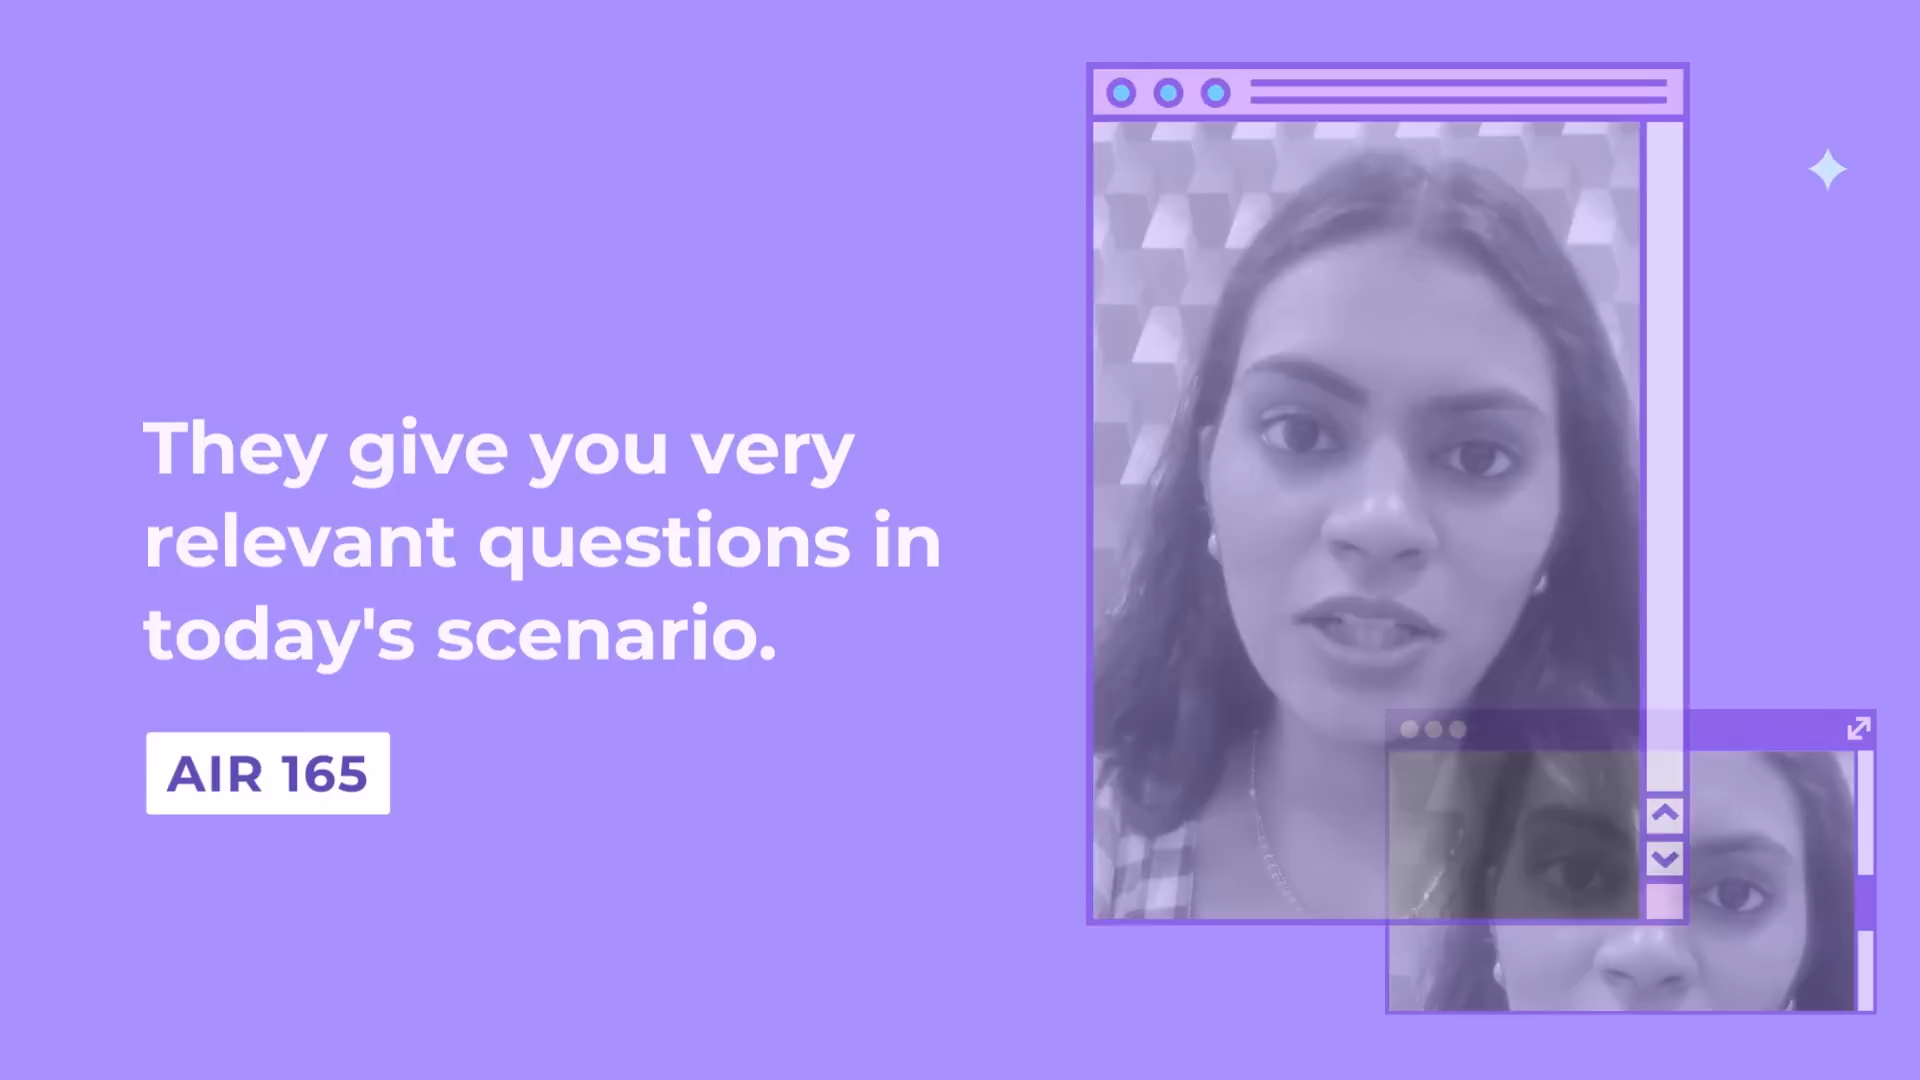 They give you very
relevant questions in
today's scenario.
AIR 165